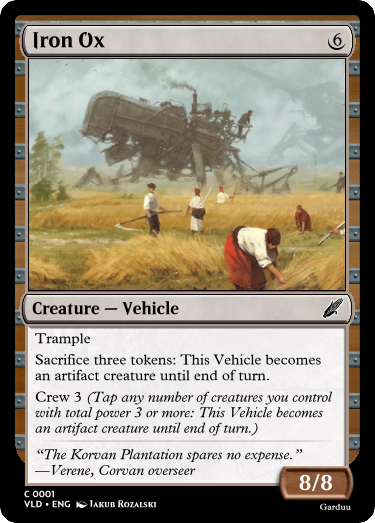 Iron Ox 6
Creature — Vehicle
Trample
Sacrifice three tokens: This Vehicle becomes
an artifact creature until end of turn.
Crew 3 (Tap any number of creatures you control
with total power 3 or more: This Vehicle becomes
an artifact creature until end of turn.)
“The Korvan Plantation spares no expense.”
—Verene, Corvan overseer
8/8
C 0001
VLD • ENG Jakub Rozalski
Garduu